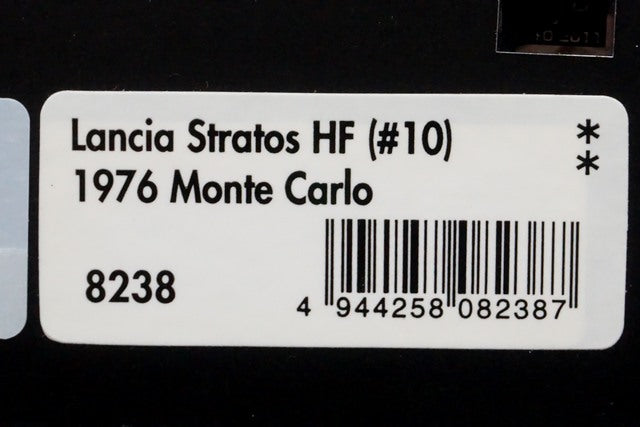 Lancia Stratos HF (#10)
**
1976 Monte Carlo
8238
4 944258 082387